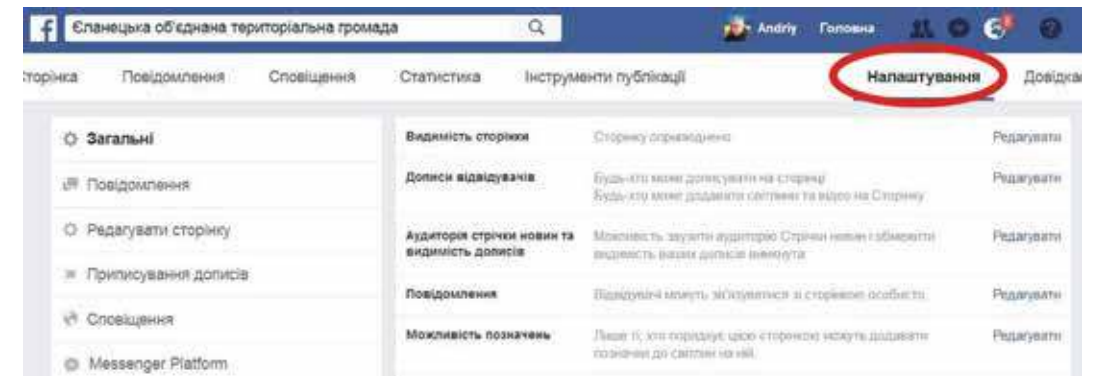 f Єланецька об'єднана територіальна громада Andriy Головна
торінка Повідомлення Сповіщення Статистика Інструменти публікації Налаштування Довідка
Загальні
Повідомлення
Редагувати сторінку
Приписування дописів
Сповіщення
Messenger Platform
Видимість сторінки Сторінку оприлюднено Редагувати
Дописи відвідувачів Будь-хто може дописувати на сторінці Редагувати
Будь-хто може додавати світлини та відео на Сторінку
Аудиторія стрічки новин та Можливість звузити аудиторію Стрічки новин і обмежити Редагувати
видимість дописів видимість ваших дописів вимкнута
Повідомлення Відвідувачі можуть зв'язуватися зі сторінкою особисто. Редагувати
Можливість позначень Лише ті, хто порядкує цією сторінкою можуть додавати Редагувати
позначки до світлин на ній.